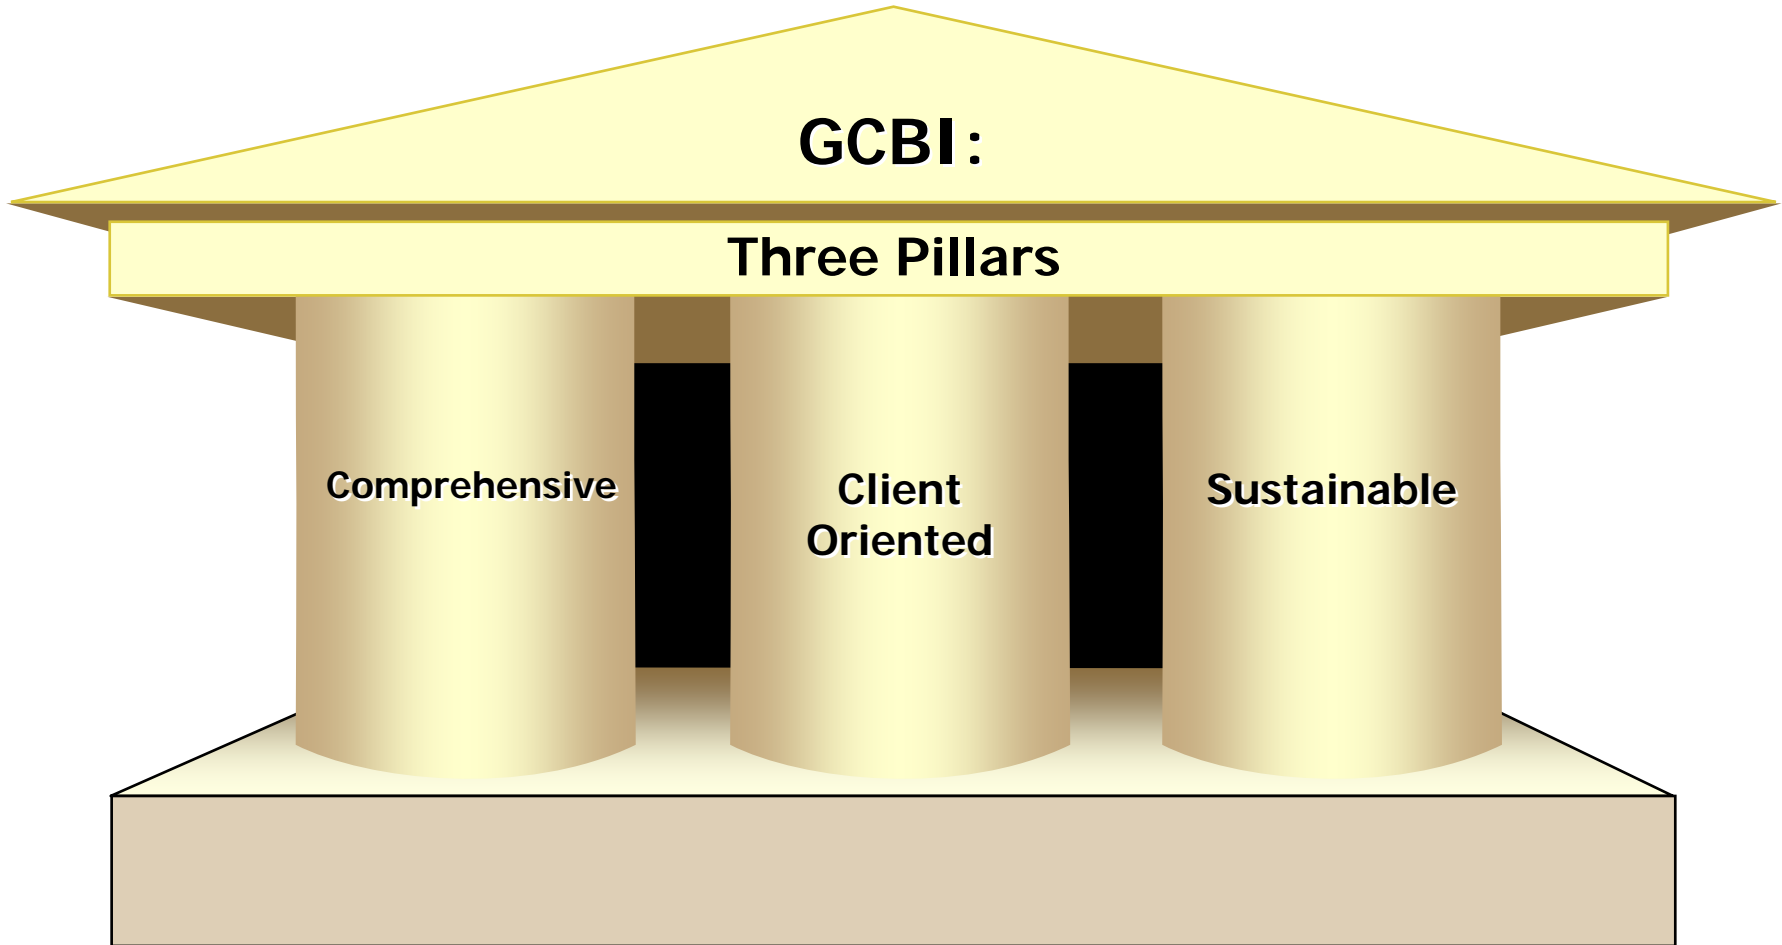 GCBI:
Three Pillars
Comprehensive
Client
Oriented
Sustainable